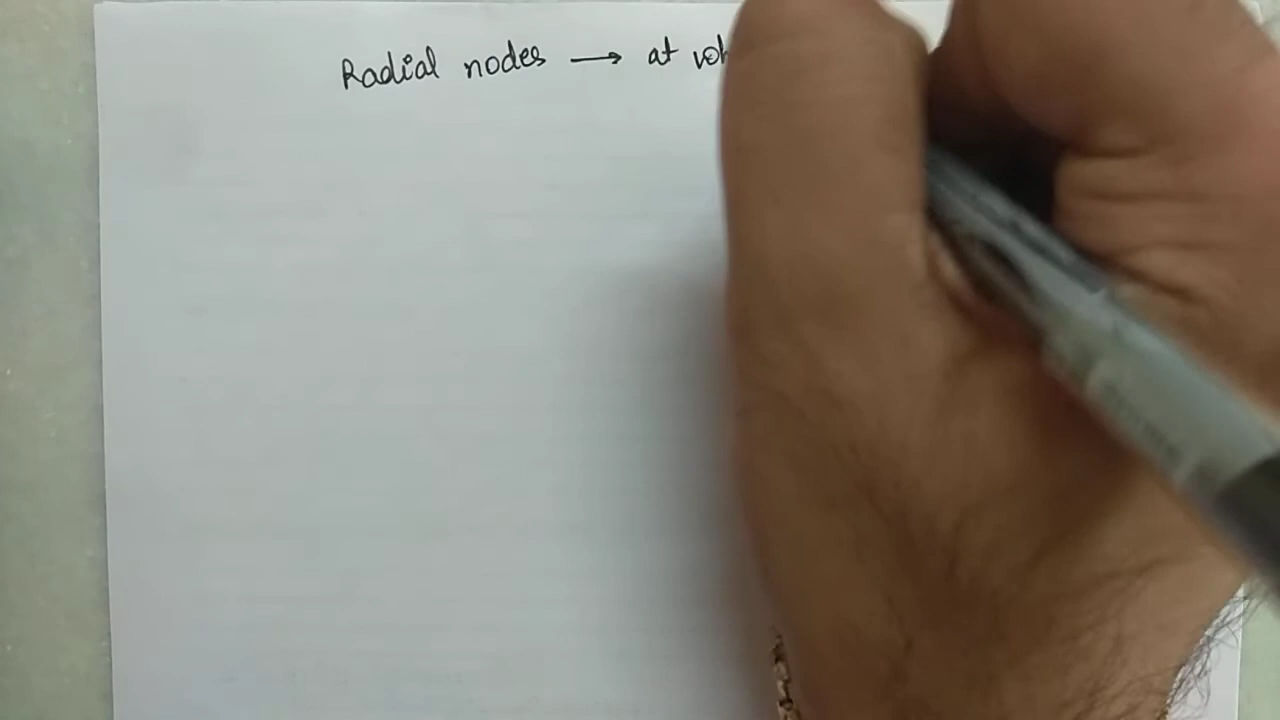 Radial nodes → at